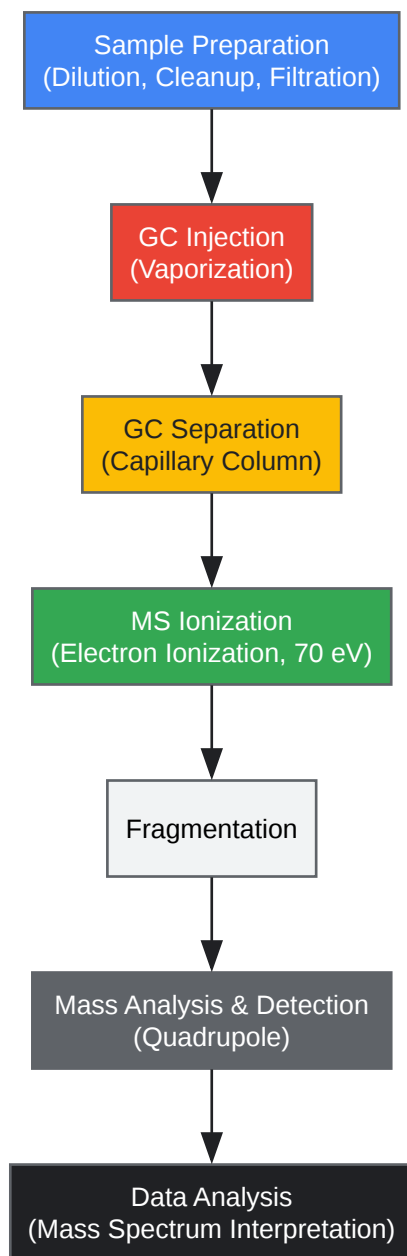 Sample Preparation
(Dilution, Cleanup, Filtration)
GC Injection
(Vaporization)
GC Separation
(Capillary Column)
MS Ionization
(Electron Ionization, 70 eV)
Fragmentation
Mass Analysis & Detection
(Quadrupole)
Data Analysis
(Mass Spectrum Interpretation)